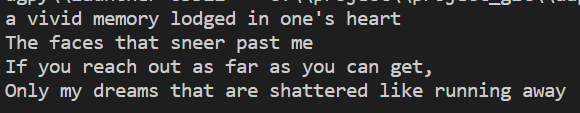 a vivid memory lodged in one's heart
The faces that sneer past me
If you reach out as far as you can get,
Only my dreams that are shattered like running away